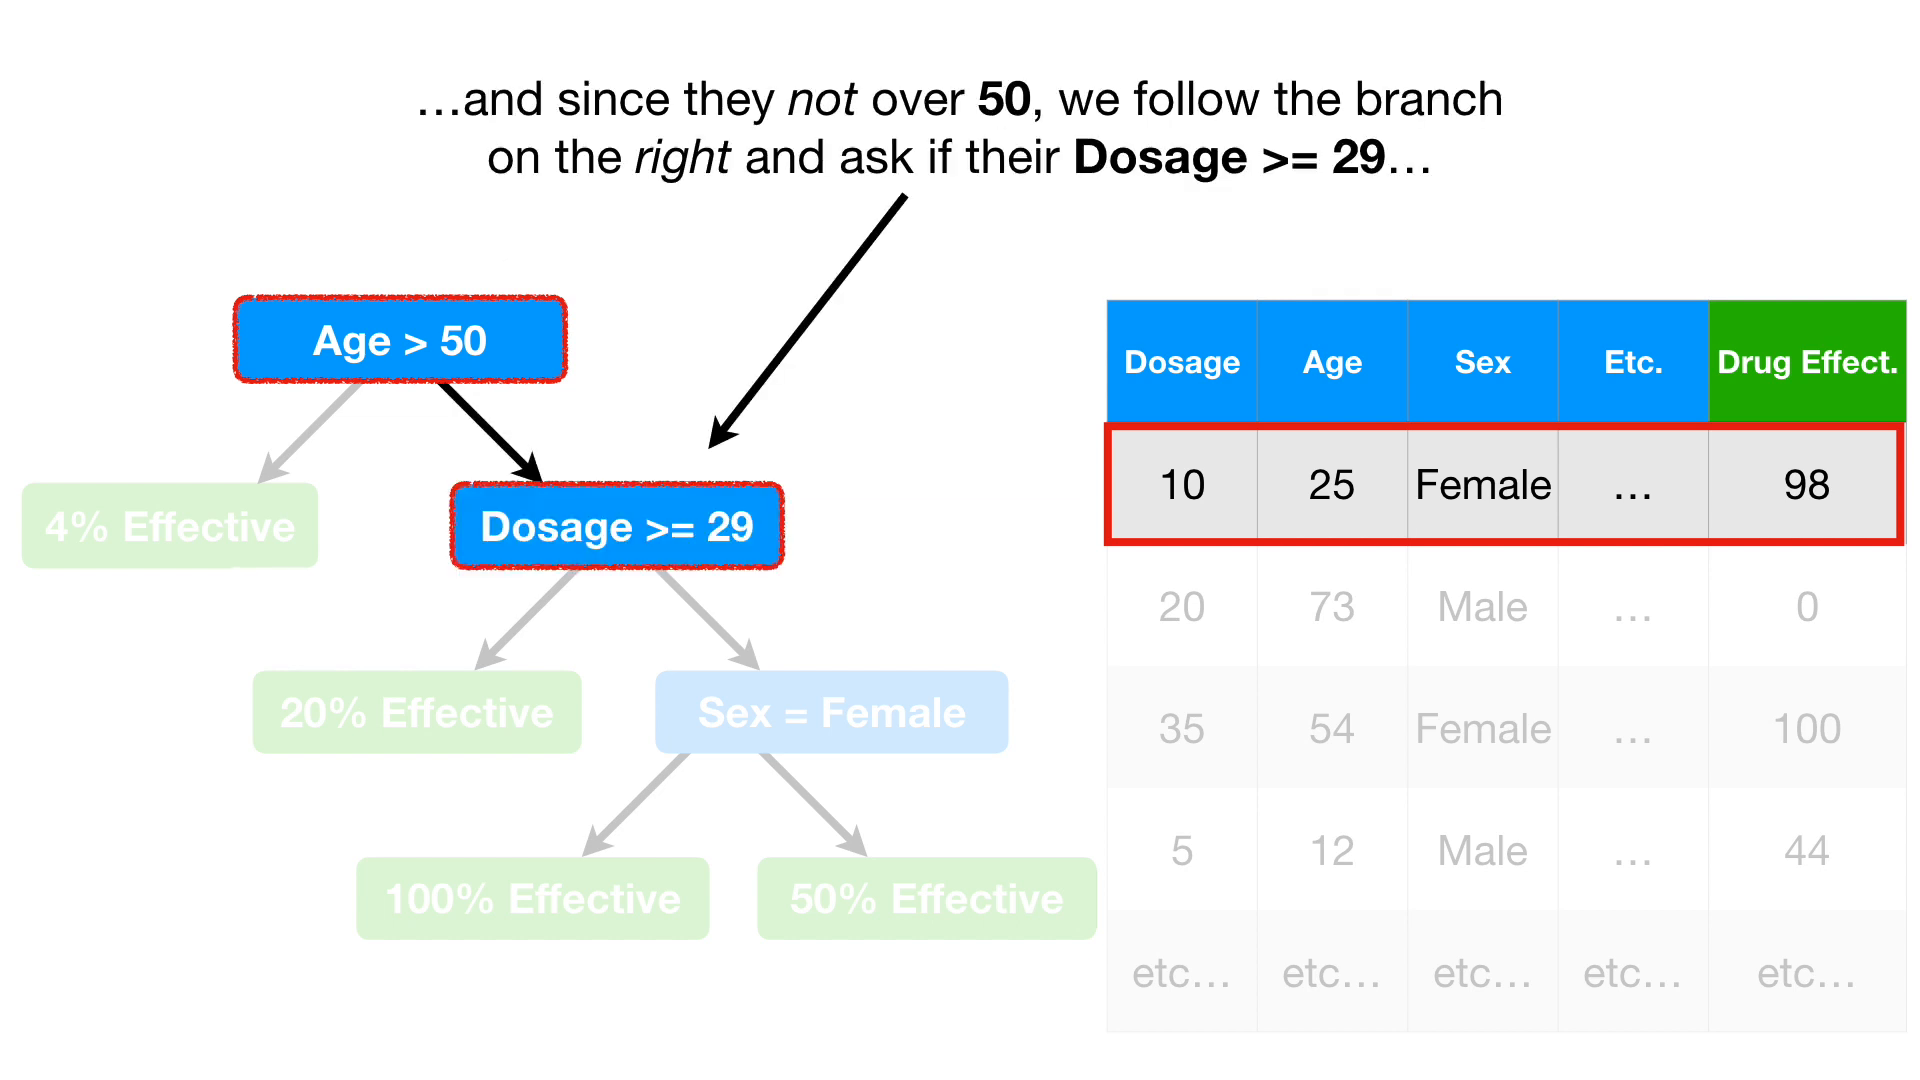 …and since they not over 50, we follow the branch
on the right and ask if their Dosage >= 29…
Age > 50
4% Effective
Dosage >= 29
20% Effective
Sex = Female
100% Effective
50% Effective
Dosage Age Sex Etc. Drug Effect.
10 25 Female … 98
20 73 Male … 0
35 54 Female … 100
5 12 Male … 44
etc… etc… etc… etc… etc…